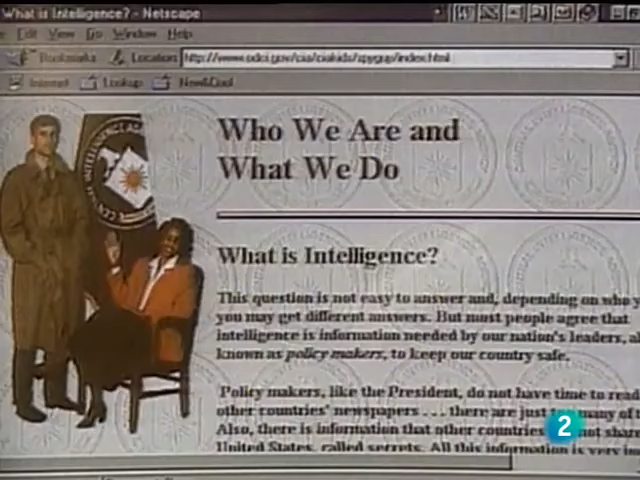 What is Intelligence? - Netscape
Edit View Go Window Help
Bookmarks Location: http://www.odci.gov/cia/ciakids/spyguy/index.html
Internet Lookup New&Cool
Who We Are and
What We Do
What is Intelligence?
This question is not easy to answer and, depending on who y
you may get different answers. But most people agree that
intelligence is information needed by our nation's leaders, al
known as policy makers, to keep our country safe.
Policy makers, like the President, do not have time to read
other countries' newspapers . . . there are just many of t
Also, there is information that other countries not share
United States, called secrets. All this information is very im
2